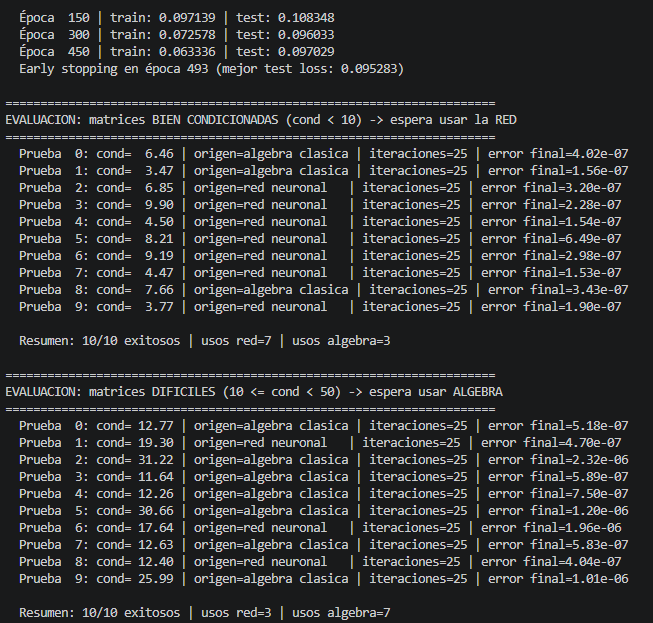 Época  150 | train: 0.097139 | test: 0.108348
Época  300 | train: 0.072578 | test: 0.096033
Época  450 | train: 0.063336 | test: 0.097029
Early stopping en época 493 (mejor test loss: 0.095283)
======================================================================
EVALUACION: matrices BIEN CONDICIONADAS (cond < 10) -> espera usar la RED
======================================================================
Prueba  0: cond=  6.46 | origen=algebra clasica | iteraciones=25 | error final=4.02e-07
Prueba  1: cond=  3.47 | origen=algebra clasica | iteraciones=25 | error final=1.56e-07
Prueba  2: cond=  6.85 | origen=red neuronal   | iteraciones=25 | error final=3.20e-07
Prueba  3: cond=  9.90 | origen=red neuronal   | iteraciones=25 | error final=2.28e-07
Prueba  4: cond=  4.50 | origen=red neuronal   | iteraciones=25 | error final=1.54e-07
Prueba  5: cond=  8.21 | origen=red neuronal   | iteraciones=25 | error final=6.49e-07
Prueba  6: cond=  9.19 | origen=red neuronal   | iteraciones=25 | error final=2.98e-07
Prueba  7: cond=  4.47 | origen=red neuronal   | iteraciones=25 | error final=1.53e-07
Prueba  8: cond=  7.66 | origen=algebra clasica | iteraciones=25 | error final=3.43e-07
Prueba  9: cond=  3.77 | origen=red neuronal   | iteraciones=25 | error final=1.90e-07
Resumen: 10/10 exitosos | usos red=7 | usos algebra=3
======================================================================
EVALUACION: matrices DIFICILES (10 <= cond < 50) -> espera usar ALGEBRA
======================================================================
Prueba  0: cond= 12.77 | origen=algebra clasica | iteraciones=25 | error final=5.18e-07
Prueba  1: cond= 19.30 | origen=red neuronal   | iteraciones=25 | error final=4.70e-07
Prueba  2: cond= 31.22 | origen=algebra clasica | iteraciones=25 | error final=2.32e-06
Prueba  3: cond= 11.64 | origen=algebra clasica | iteraciones=25 | error final=5.89e-07
Prueba  4: cond= 12.26 | origen=algebra clasica | iteraciones=25 | error final=7.50e-07
Prueba  5: cond= 30.66 | origen=algebra clasica | iteraciones=25 | error final=1.20e-06
Prueba  6: cond= 17.64 | origen=red neuronal   | iteraciones=25 | error final=1.96e-06
Prueba  7: cond= 12.63 | origen=algebra clasica | iteraciones=25 | error final=5.83e-07
Prueba  8: cond= 12.40 | origen=red neuronal   | iteraciones=25 | error final=4.04e-07
Prueba  9: cond= 25.99 | origen=algebra clasica | iteraciones=25 | error final=1.01e-06
Resumen: 10/10 exitosos | usos red=3 | usos algebra=7